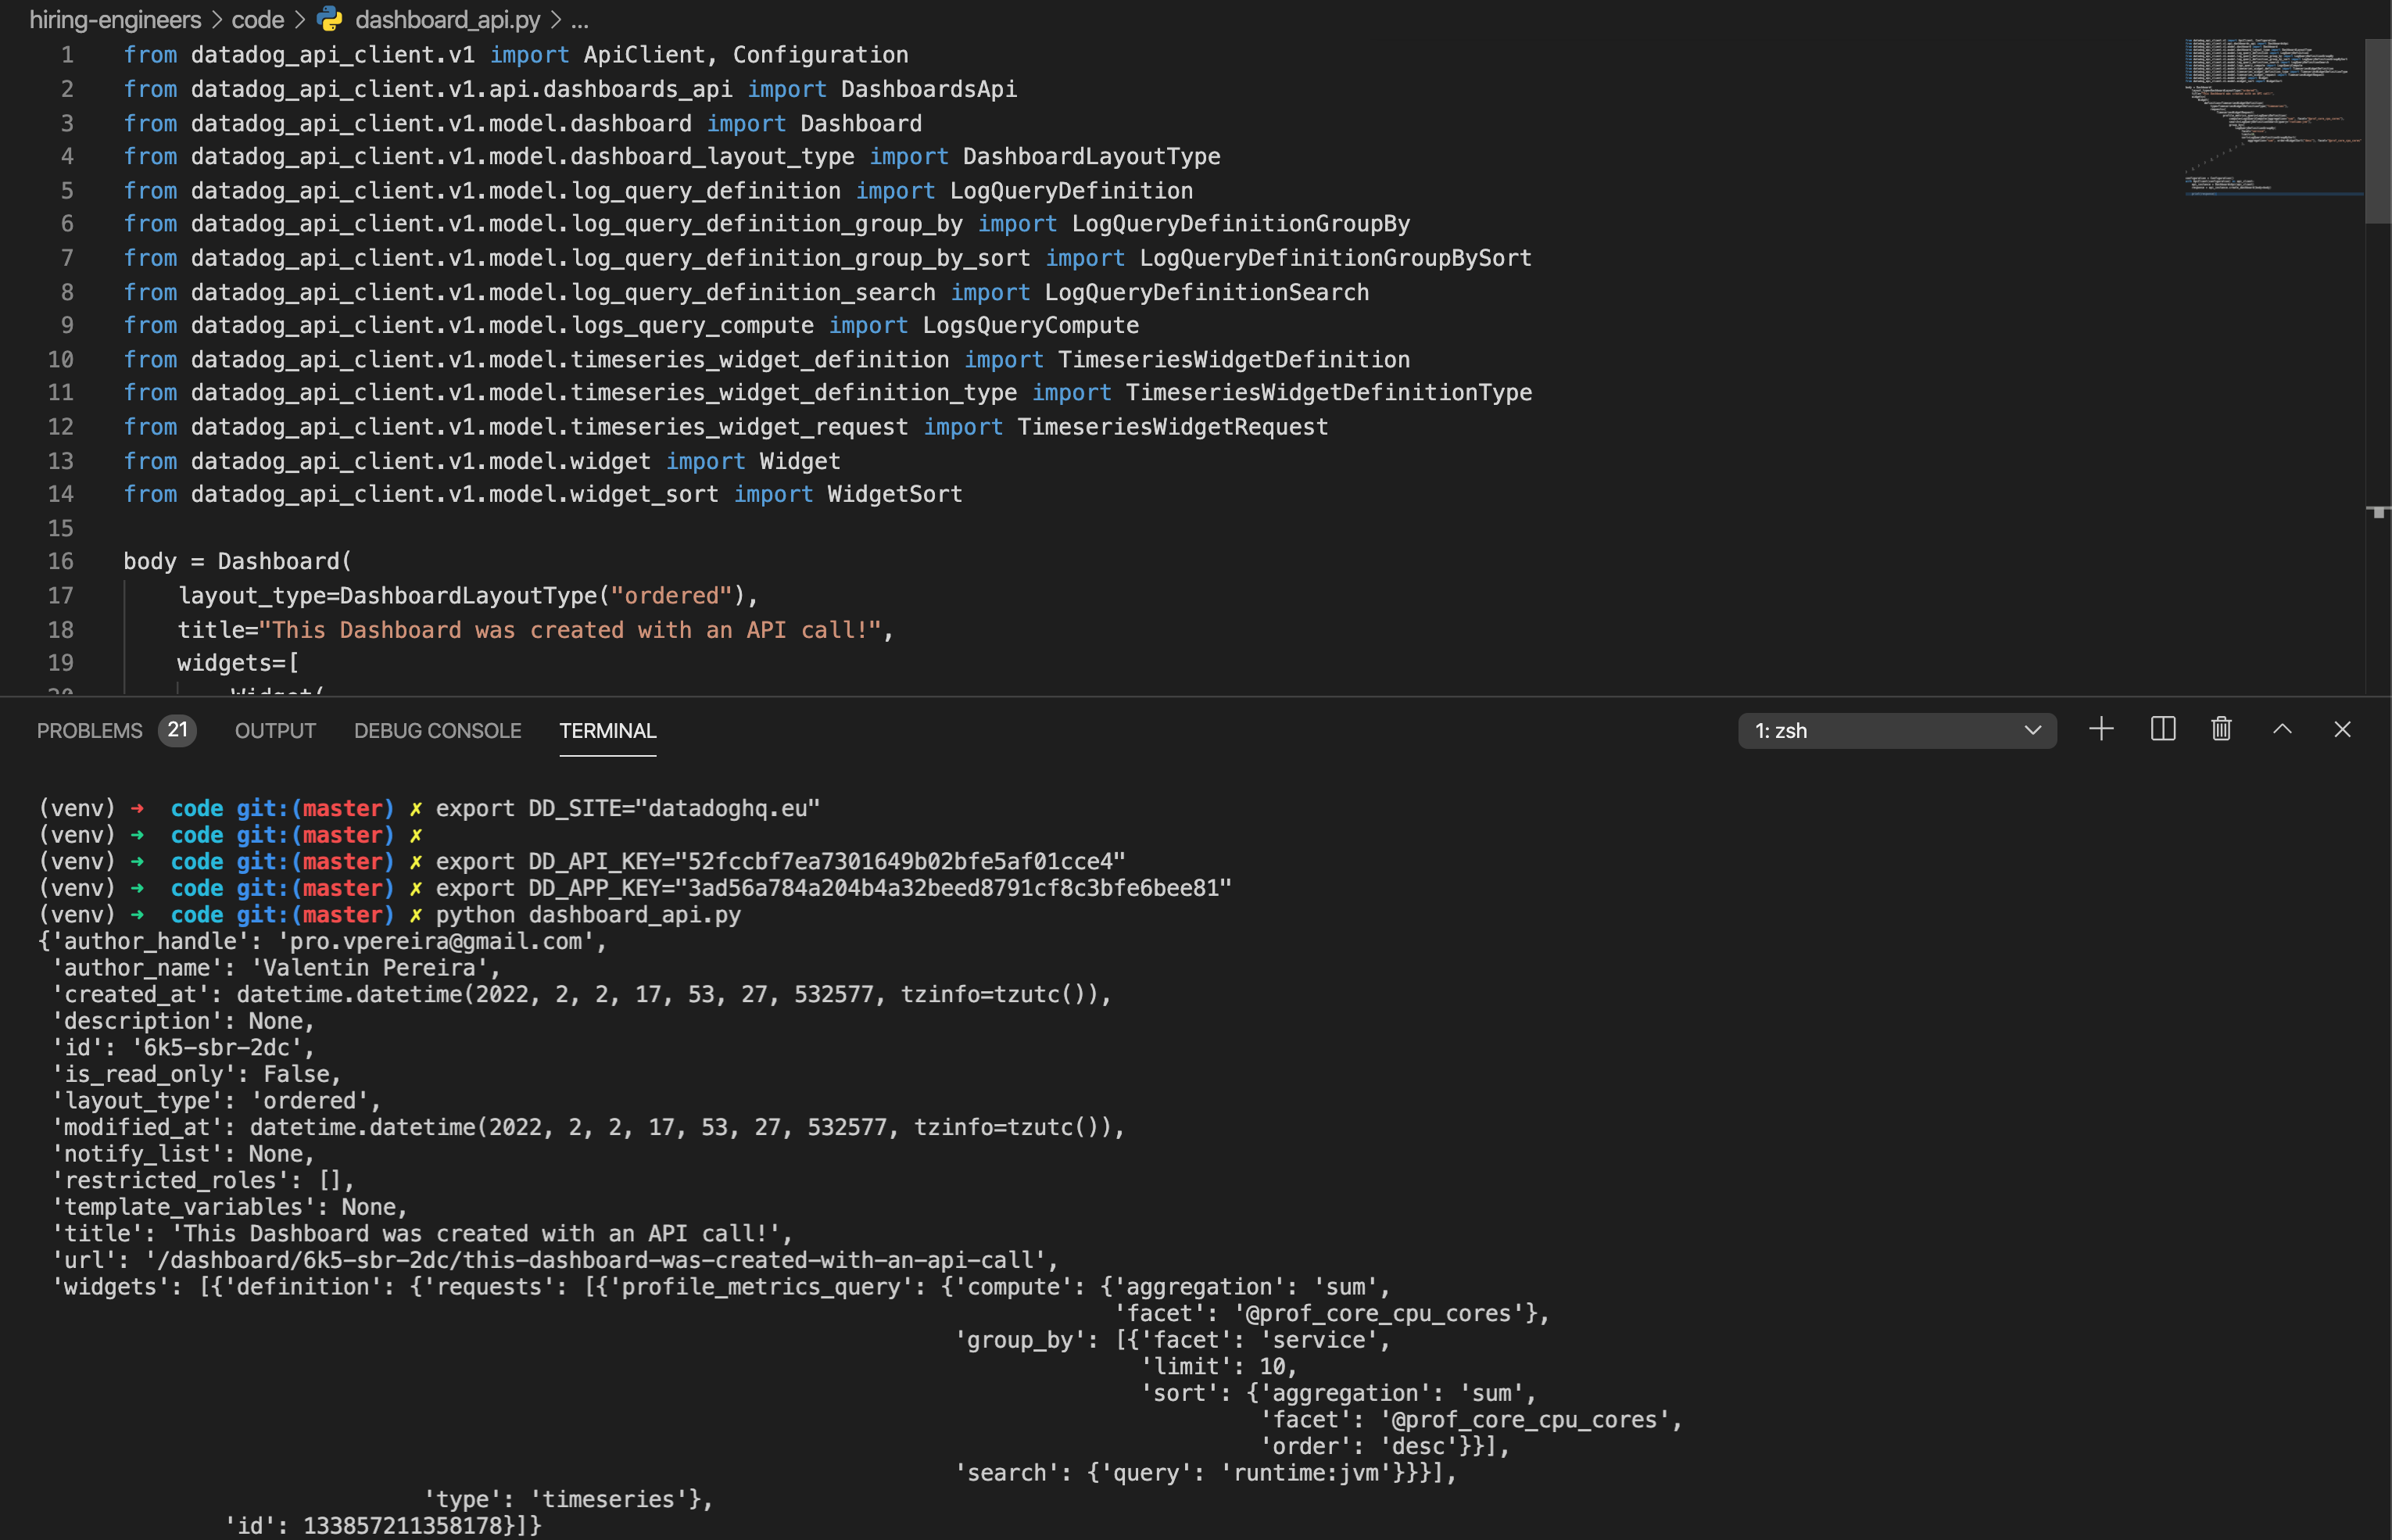 hiring-engineers > code > dashboard_api.py > ...
1 from datadog_api_client.v1 import ApiClient, Configuration
2 from datadog_api_client.v1.api.dashboards_api import DashboardsApi
3 from datadog_api_client.v1.model.dashboard import Dashboard
4 from datadog_api_client.v1.model.dashboard_layout_type import DashboardLayoutType
5 from datadog_api_client.v1.model.log_query_definition import LogQueryDefinition
6 from datadog_api_client.v1.model.log_query_definition_group_by import LogQueryDefinitionGroupBy
7 from datadog_api_client.v1.model.log_query_definition_group_by_sort import LogQueryDefinitionGroupBySort
8 from datadog_api_client.v1.model.log_query_definition_search import LogQueryDefinitionSearch
9 from datadog_api_client.v1.model.logs_query_compute import LogsQueryCompute
10 from datadog_api_client.v1.model.timeseries_widget_definition import TimeseriesWidgetDefinition
11 from datadog_api_client.v1.model.timeseries_widget_definition_type import TimeseriesWidgetDefinitionType
12 from datadog_api_client.v1.model.timeseries_widget_request import TimeseriesWidgetRequest
13 from datadog_api_client.v1.model.widget import Widget
14 from datadog_api_client.v1.model.widget_sort import WidgetSort
15
16 body = Dashboard(
17     layout_type=DashboardLayoutType("ordered"),
18     title="This Dashboard was created with an API call!",
19     widgets=[
20         Widget(
PROBLEMS 21 OUTPUT DEBUG CONSOLE TERMINAL 1: zsh
(venv) ➜  code git:(master) ✗ export DD_SITE="datadoghq.eu"
(venv) ➜  code git:(master) ✗
(venv) ➜  code git:(master) ✗ export DD_API_KEY="52fccbf7ea7301649b02bfe5af01cce4"
(venv) ➜  code git:(master) ✗ export DD_APP_KEY="3ad56a784a204b4a32beed8791cf8c3bfe6bee81"
(venv) ➜  code git:(master) ✗ python dashboard_api.py
{'author_handle': 'pro.vpereira@gmail.com',
 'author_name': 'Valentin Pereira',
 'created_at': datetime.datetime(2022, 2, 2, 17, 53, 27, 532577, tzinfo=tzutc()),
 'description': None,
 'id': '6k5-sbr-2dc',
 'is_read_only': False,
 'layout_type': 'ordered',
 'modified_at': datetime.datetime(2022, 2, 2, 17, 53, 27, 532577, tzinfo=tzutc()),
 'notify_list': None,
 'restricted_roles': [],
 'template_variables': None,
 'title': 'This Dashboard was created with an API call!',
 'url': '/dashboard/6k5-sbr-2dc/this-dashboard-was-created-with-an-api-call',
 'widgets': [{'definition': {'requests': [{'profile_metrics_query': {'compute': {'aggregation': 'sum',
'facet': '@prof_core_cpu_cores'},
'group_by': [{'facet': 'service',
'limit': 10,
'sort': {'aggregation': 'sum',
'facet': '@prof_core_cpu_cores',
'order': 'desc'}}],
'search': {'query': 'runtime:jvm'}}}],
'type': 'timeseries'},
'id': 133857211358178}]}